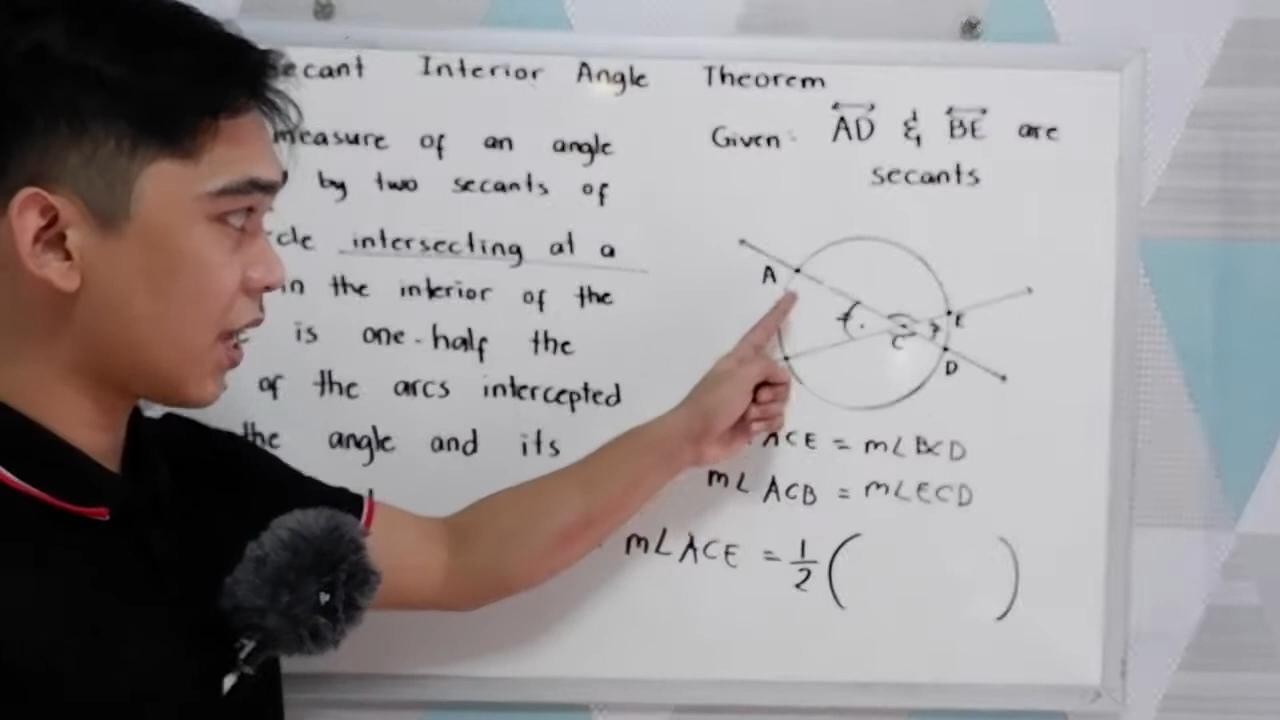 ecant Interior Angle Theorem
measure of an angle
by two secants of
cle intersecting at a
in the interior of the
is one-half the
of the arcs intercepted
the angle and its
Given: AD & BE are
secants
A
E
C
D
ACE = m∠BCD
m∠ACB = m∠ECD
m∠ACE = 1/2 ( )